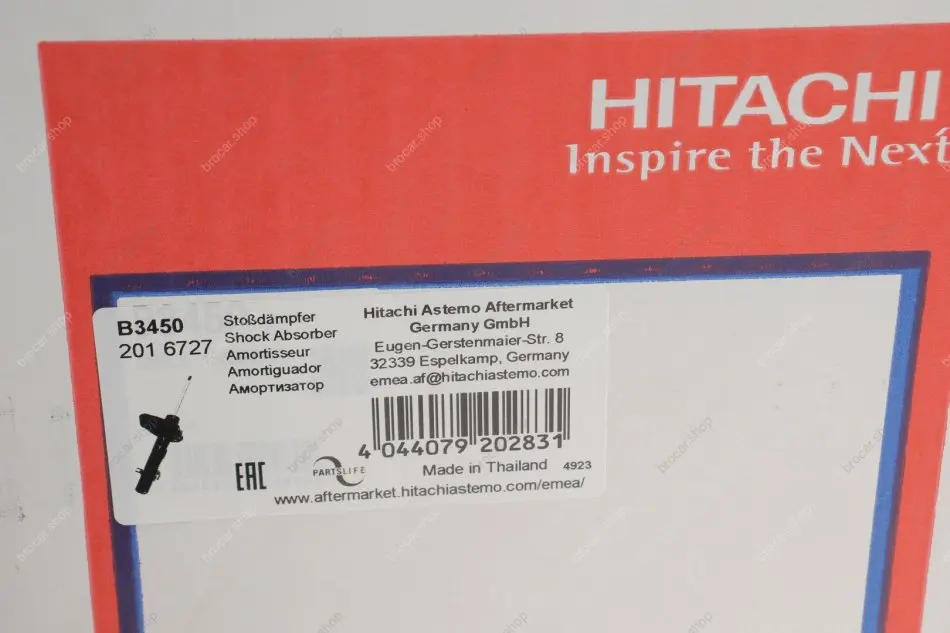 HITACHI
Inspire the Next
B3450
201 6727
Stoßdämpfer
Shock Absorber
Amortisseur
Amortiguador
Амортизатор
Hitachi Astemo Aftermarket
Germany GmbH
Eugen-Gerstenmaier-Str. 8
32339 Espelkamp, Germany
emea.af@hitachiastemo.com
4 044079 202831
EAC
PARTSLIFE
Made in Thailand 4923
www.aftermarket.hitachiastemo.com/emea/
brocar.shop